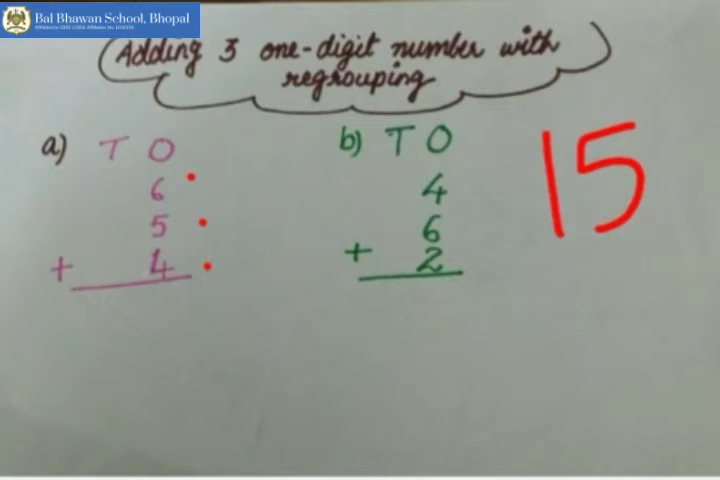 Bal Bhawan School, Bhopal
Adding 3 one-digit number with
regrouping
a) T O
6
5
+ 4
b) T O
4
6
+ 2
15